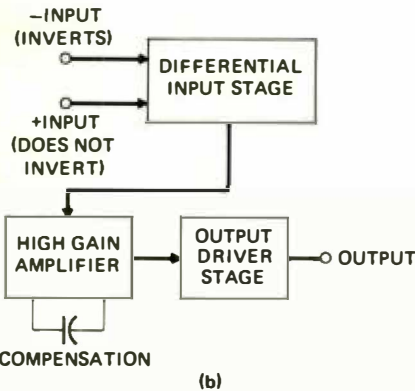 –INPUT
(INVERTS)
+INPUT
(DOES NOT
INVERT)
DIFFERENTIAL
INPUT STAGE
HIGH GAIN
AMPLIFIER
OUTPUT
DRIVER
STAGE
OUTPUT
COMPENSATION
(b)